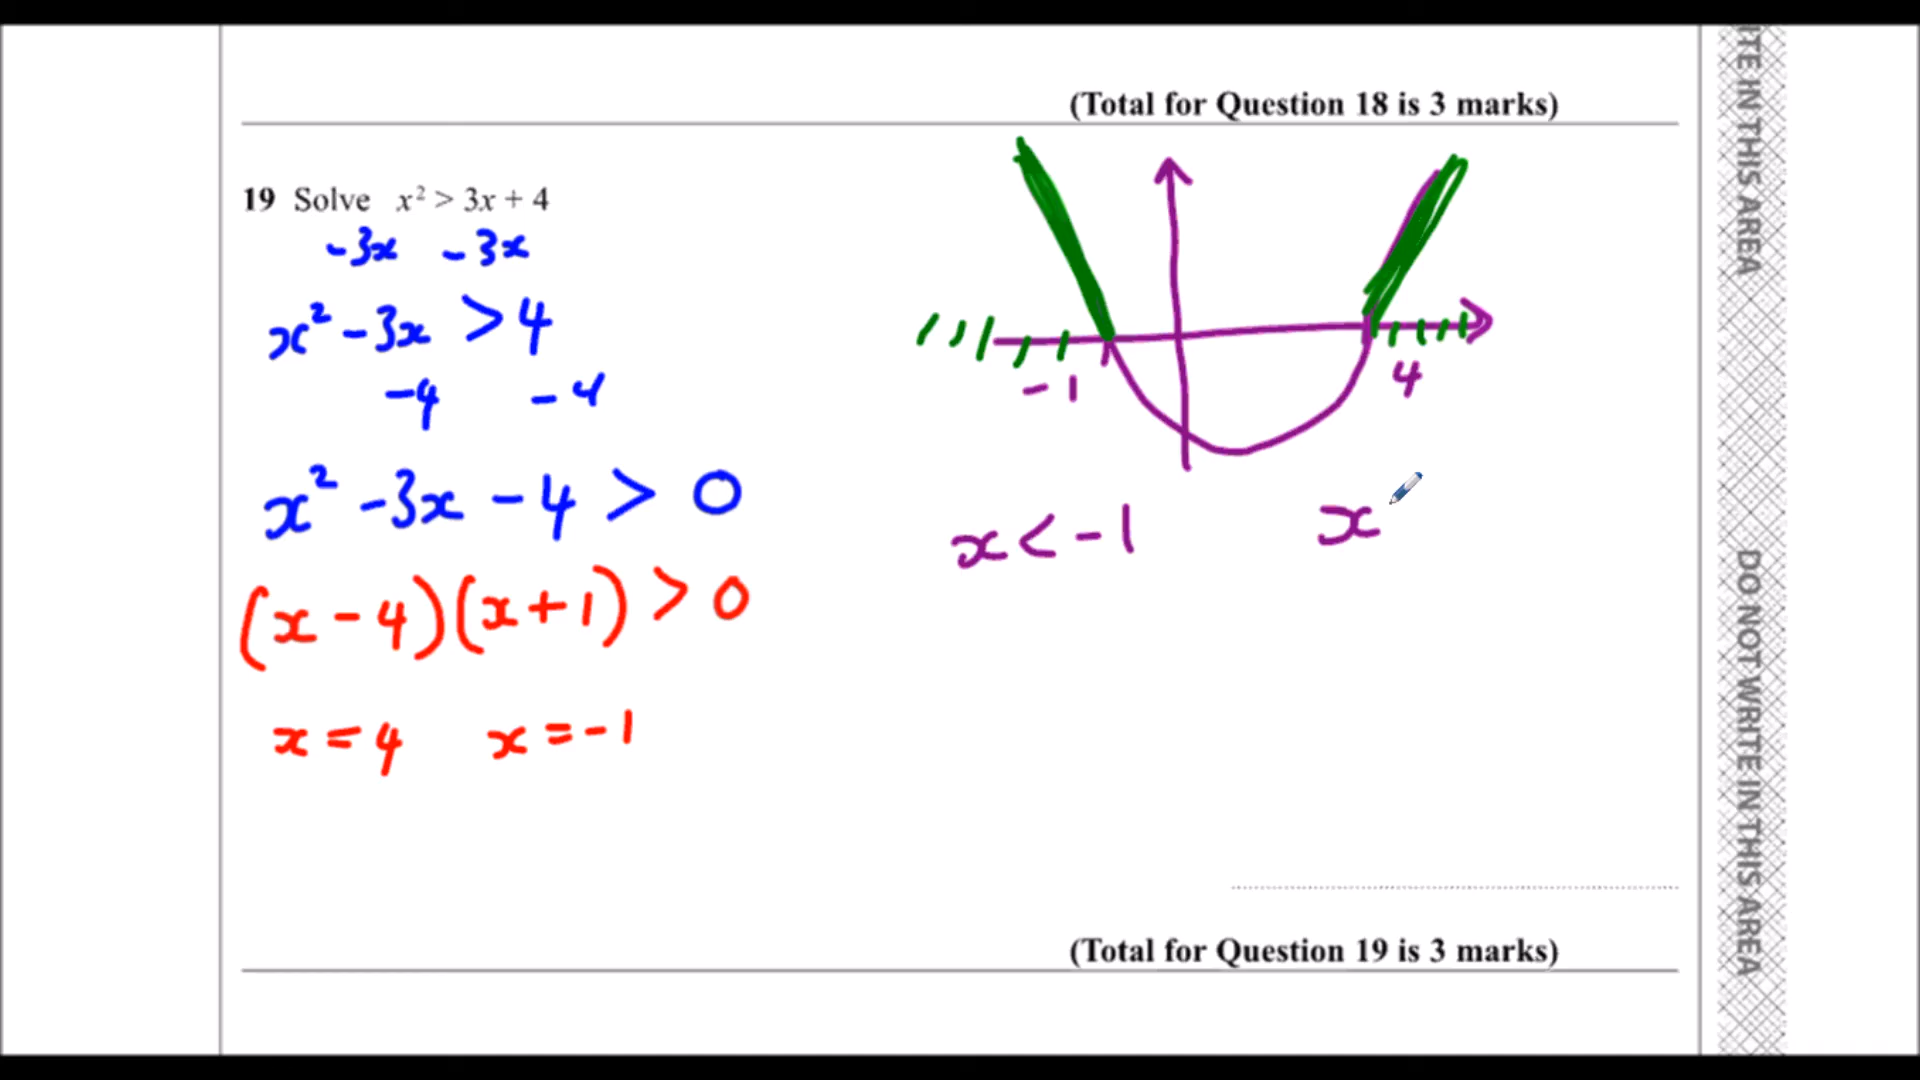 (Total for Question 18 is 3 marks)
19 Solve x² > 3x + 4
-3x -3x
x² -3x > 4
-4 -4
x² -3x -4 > 0
(x - 4)(x + 1) > 0
x = 4 x = -1
-1 4
x < -1 x
(Total for Question 19 is 3 marks)
ITE IN THIS AREA
DO NOT WRITE IN THIS AREA